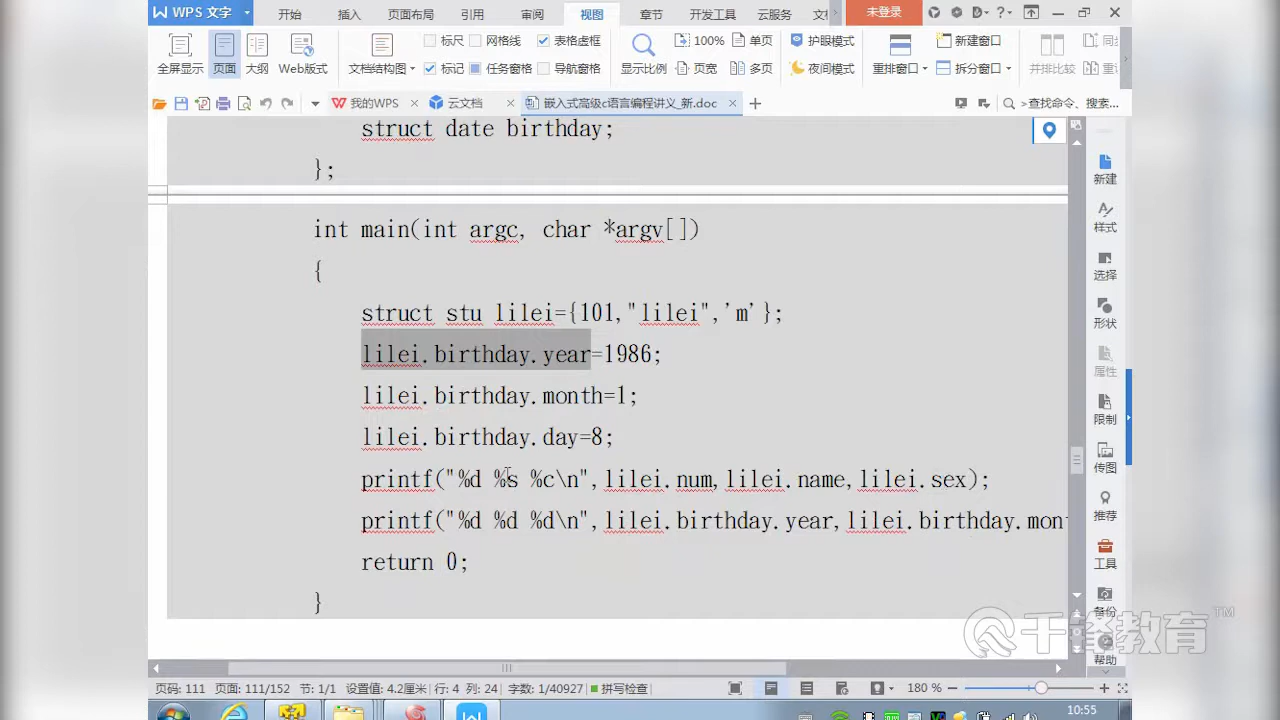 WPS 文字
开始 插入 页面布局 引用 审阅 视图 章节 开发工具 云服务
未登录
全屏显示 页面 大纲 Web版式 文档结构图 标尺 网格线 表格虚框
标记 任务窗格 导航窗格
显示比例 100% 单页 页宽 多页 护眼模式 夜间模式 重排窗口 新建窗口 拆分窗口 并排比较
我的WPS 云文档 嵌入式高级c语言编程讲义_新.doc >查找命令、搜索...
struct date birthday;
};
int main(int argc, char *argv[])
{
struct stu lilei={101,"lilei",'m'};
lilei.birthday.year=1986;
lilei.birthday.month=1;
lilei.birthday.day=8;
printf("%d %s %c\n",lilei.num,lilei.name,lilei.sex);
printf("%d %d %d\n",lilei.birthday.year,lilei.birthday.mont
return 0;
}
新建
样式
选择
形状
属性
限制
传图
推荐
工具
备份
帮助
千锋教育 TM
页码: 111 页面: 111/152 节: 1/1 设置值: 4.2厘米 行: 4 列: 24 字数: 1/40927 拼写检查 180 %
10:55